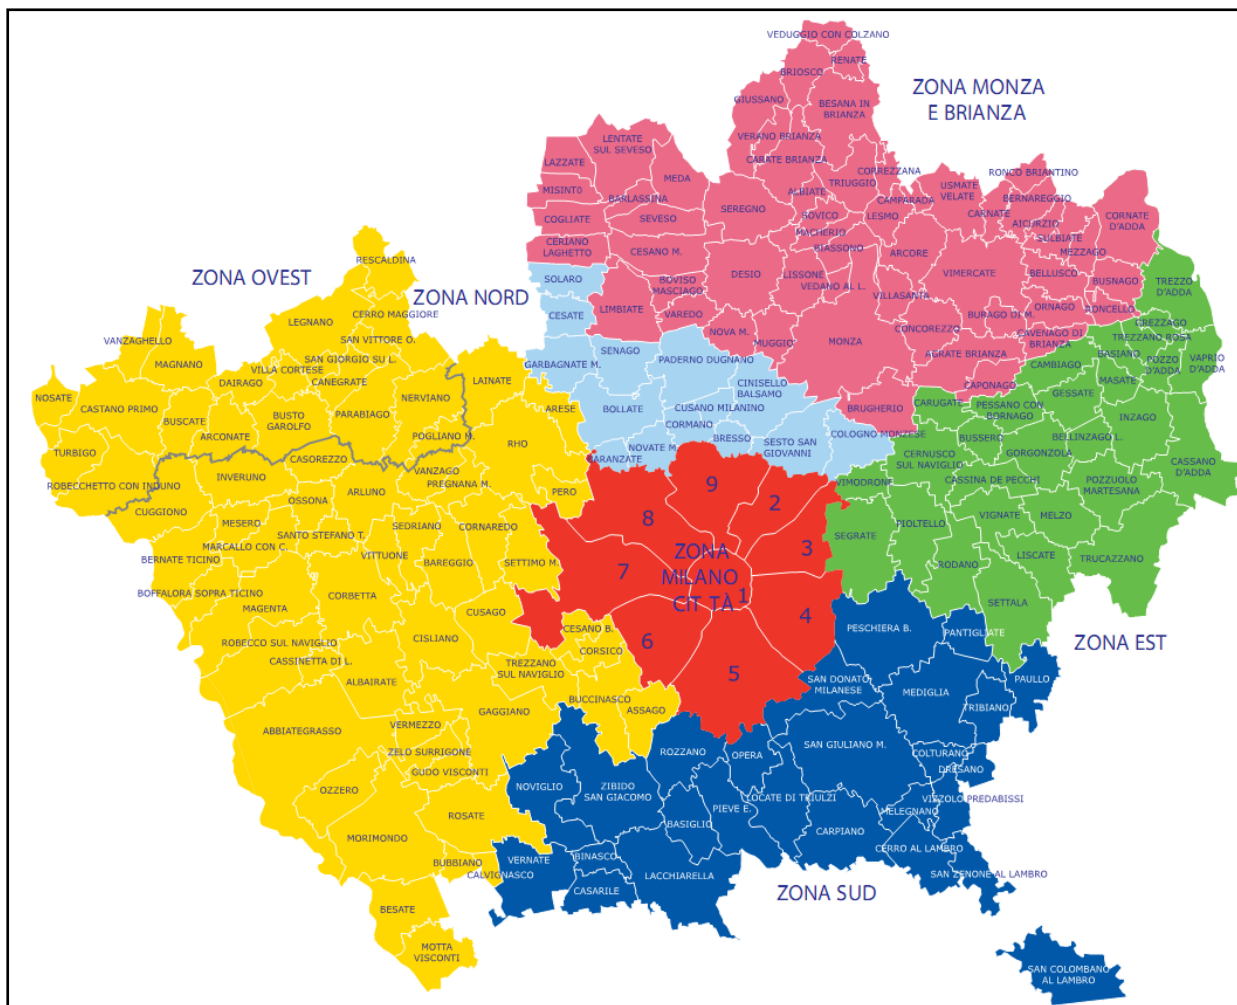 VEDUGGIO CON COLZANO
RENATE
BRIOSCO
ZONA MONZA
E BRIANZA
GIUSSANO
BESANA IN
BRIANZA
VERANO BRIANZA
LENTATE
SUL SEVESO
LAZZATE
CARATE BRIANZA
CORREZZANA
RONCO BRIANTINO
MEDA
TRIUGGIO
USMATE
VELATE
MISINTO
BARLASSINA
ALBIATE
CAMPARADA
BERNAREGGIO
SEREGNO
CARNATE
CORNATE
D'ADDA
COGLIATE
SEVESO
SOVICO
LESMO
AICURZIO
MACHERIO
SULBIATE
CERIANO
LAGHETTO
CESANO M.
BIASSONO
ARCORE
MEZZAGO
DESIO
LISSONE
VIMERCATE
BELLUSCO
BUSNAGO
BOVISO
MASCIAGO
VEDANO AL L.
VILLASANTA
TREZZO
D'ADDA
RESCALDINA
ZONA OVEST
ZONA NORD
SOLARO
CESATE
LIMBIATE
VAREDO
ORNAGO
RONCELLO
BURAGO DI M.
GREZZAGO
LEGNANO
CERRO MAGGIORE
NOVA M.
MUGGIO
MONZA
CONCOREZZO
CAVENAGO DI
BRIANZA
TREZZANO ROSA
VANZAGHELLO
SAN VITTORE O.
SENAGO
PADERNO DUGNANO
AGRATE BRIANZA
BASIANO
POZZO
D'ADDA
VAPRIO
D'ADDA
MAGNANO
SAN GIORGIO SU L.
GARBAGNATE M.
CAMBIAGO
VILLA CORTESE
DAIRAGO
CANEGRATE
LAINATE
CINISELLO
BALSAMO
CAPONAGO
MASATE
GESSATE
NOSATE
CASTANO PRIMO
NERVIANO
ARESE
BOLLATE
CUSANO MILANINO
BRUGHERIO
CARUGATE
PESSANO CON
BORNAGO
INZAGO
BUSCATE
BUSTO
GAROLFO
PARABIAGO
CORMANO
ARCONATE
POGLIANO M.
RHO
BRESSO
SESTO SAN
GIOVANNI
COLOGNO MONZESE
BUSSERO
BELLINZAGO L.
TURBIGO
NOVATE M.
BARANZATE
CERNUSCO
SUL NAVIGLIO
GORGONZOLA
CASSANO
D'ADDA
CASOREZZO
ROBECCHETTO CON INDUNO
INVERUNO
VANZAGO
PREGNANA M.
PERO
9
2
VIMODRONE
CASSINA DE PECCHI
POZZUOLO
MARTESANA
ARLUNO
OSSONA
CUGGIONO
MESERO
SEDRIANO
CORNAREDO
8
PIOLTELLO
VIGNATE
MELZO
SANTO STEFANO T.
SEGRATE
MARCALLO CON C.
VITTUONE
3
LISCATE
BERNATE TICINO
BAREGGIO
SETTIMO M.
ZONA
MILANO
CITTÀ
7
RODANO
TRUCAZZANO
BOFFALORA SOPRA TICINO
CORBETTA
1
SETTALA
MAGENTA
CUSAGO
4
CESANO B.
PESCHIERA B.
PANTIGLIATE
ZONA EST
ROBECCO SUL NAVIGLIO
CISLIANO
6
CORSICO
CASSINETTA DI L.
TREZZANO
SUL NAVIGLIO
5
SAN DONATO
MILANESE
MEDIGLIA
PAULLO
ALBAIRATE
BUCCINASCO
ASSAGO
TRIBIANO
GAGGIANO
ABBIATEGRASSO
VERMEZZO
ZELO SURRIGONE
ROZZANO
OPERA
SAN GIULIANO M.
COLTURANO
DRESANO
GUDO VISCONTI
OZZERO
NOVIGLIO
ZIBIDO
SAN GIACOMO
LOCATE DI TRIULZI
VIZZOLO PREDABISSI
PIEVE E.
MELEGNANO
ROSATE
BASIGLIO
CARPIANO
MORIMONDO
CERRO AL LAMBRO
BUBBIANO
VERNATE
BINASCO
LACCHIARELLA
CALVIGNASCO
SAN ZENONE AL LAMBRO
CASARILE
ZONA SUD
BESATE
MOTTA
VISCONTI
SAN COLOMBANO
AL LAMBRO